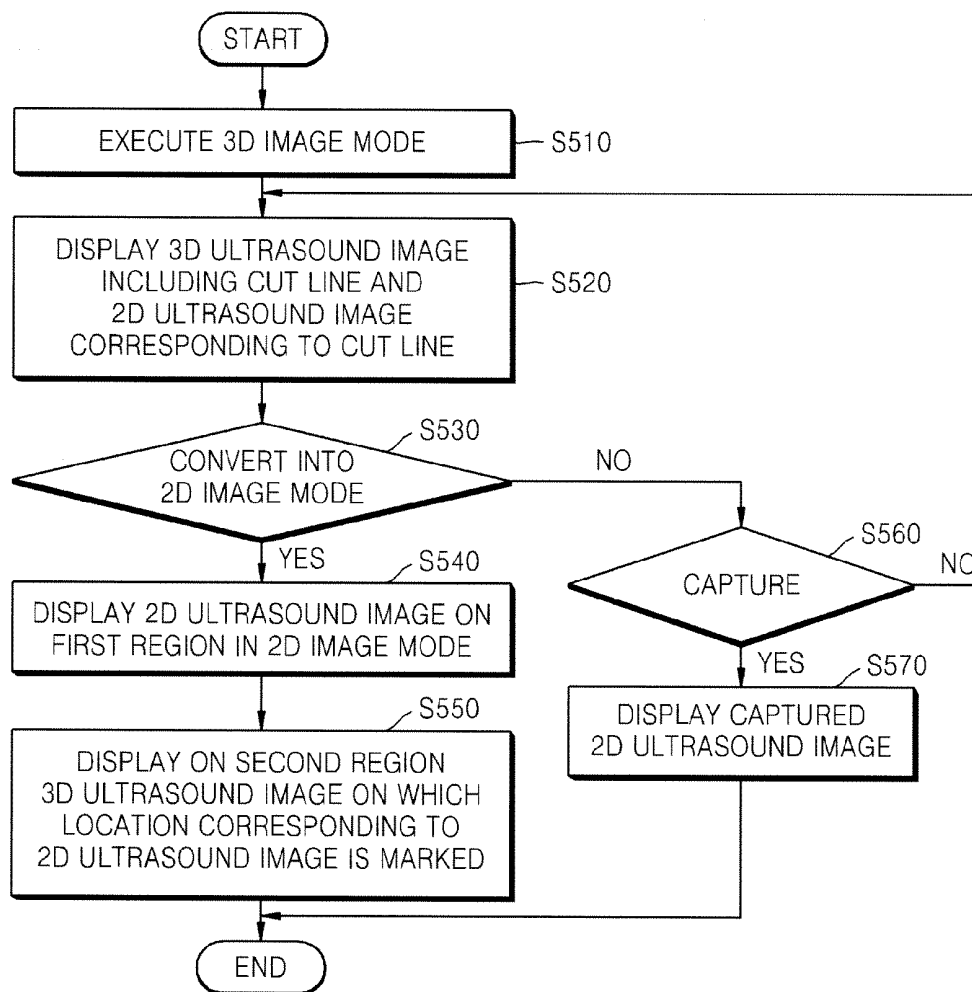 START
EXECUTE 3D IMAGE MODE
S510
DISPLAY 3D ULTRASOUND IMAGE
INCLUDING CUT LINE AND
2D ULTRASOUND IMAGE
CORRESPONDING TO CUT LINE
S520
S530
CONVERT INTO
2D IMAGE MODE
NO
YES
S540
DISPLAY 2D ULTRASOUND IMAGE ON
FIRST REGION IN 2D IMAGE MODE
S550
DISPLAY ON SECOND REGION
3D ULTRASOUND IMAGE ON WHICH
LOCATION CORRESPONDING TO
2D ULTRASOUND IMAGE IS MARKED
S560
CAPTURE
NO
YES
S570
DISPLAY CAPTURED
2D ULTRASOUND IMAGE
END